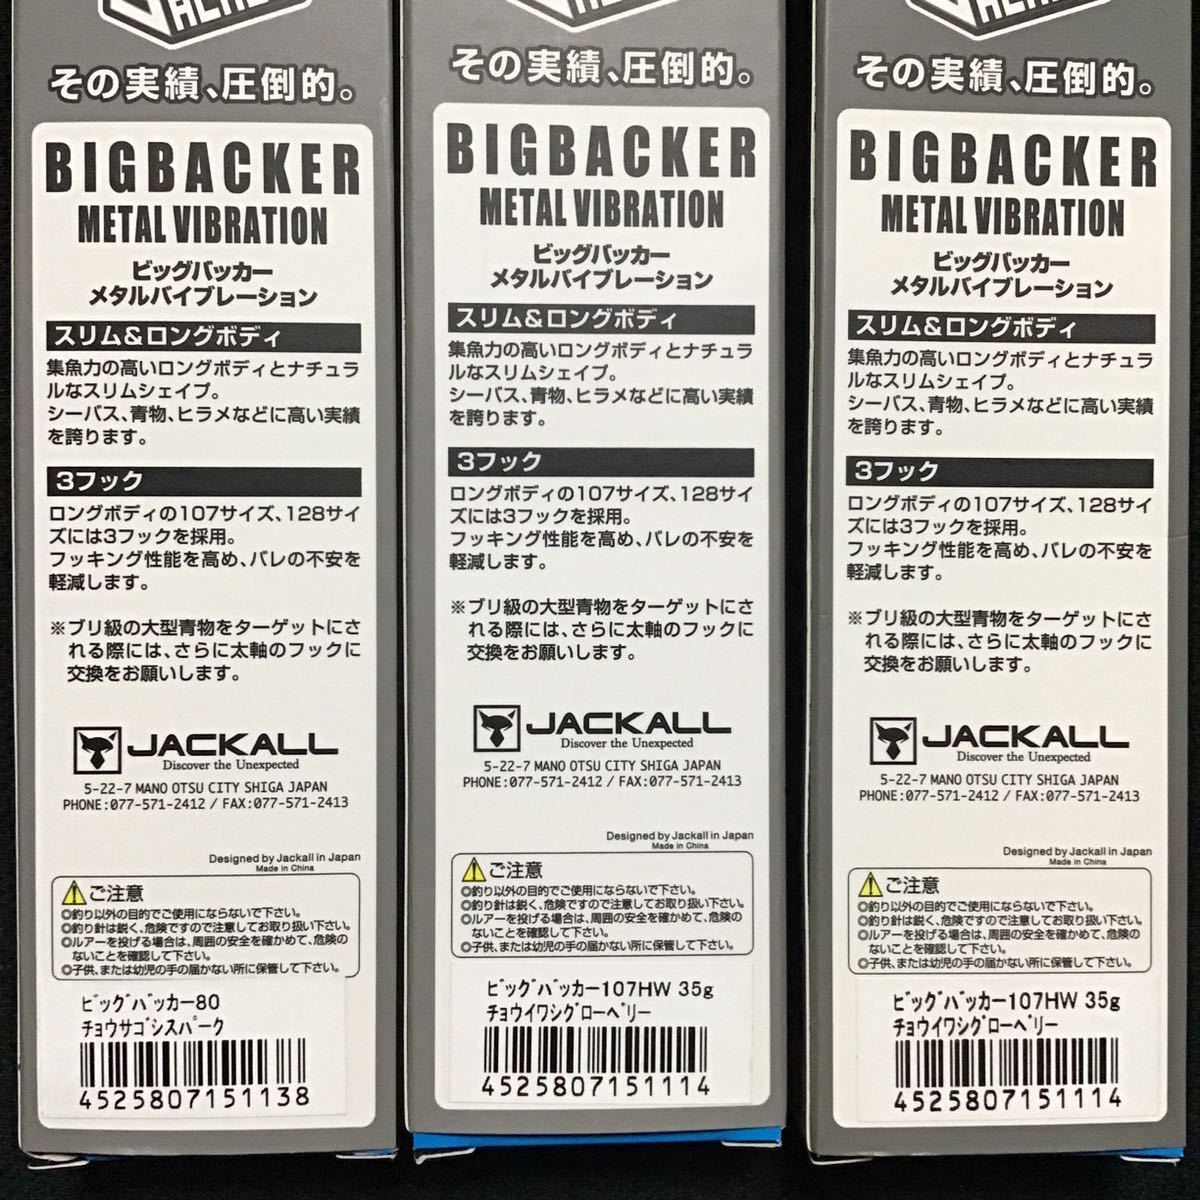 その実績、圧倒的。
BIGBACKER
METAL VIBRATION
ビッグバッカー
メタルバイブレーション
スリム&ロングボディ
集魚力の高いロングボディとナチュラ
ルなスリムシェイプ。
シーバス、青物、ヒラメなどに高い実績
を誇ります。
3フック
ロングボディの107サイズ、128サイ
ズには3フックを採用。
フッキング性能を高め、バレの不安を
軽減します。
※ブリ級の大型青物をターゲットにさ
れる際には、さらに太軸のフックに
交換をお願いします。
JACKALL
Discover the Unexpected
5-22-7 MANO OTSU CITY SHIGA JAPAN
PHONE:077-571-2412 / FAX:077-571-2413
Designed by Jackall in Japan
Made in China
ご注意
◎釣り以外の目的でご使用にならないで下さい。
◎釣り針は鋭く、危険ですので注意してお取り扱い下さい。
◎ルアーを投げる場合は、周囲の安全を確かめて、危険の
ないことを確認して下さい。
◎子供、または幼児の手の届かない所に保管して下さい。
ﾋﾞｯｸﾞﾊﾞｯｶｰ80
ﾁｮｳｻｺﾞｼｽﾊﾟｰｸ
4525807151138
その実績、圧倒的。
BIGBACKER
METAL VIBRATION
ビッグバッカー
メタルバイブレーション
スリム&ロングボディ
集魚力の高いロングボディとナチュラ
ルなスリムシェイプ。
シーバス、青物、ヒラメなどに高い実績
を誇ります。
3フック
ロングボディの107サイズ、128サイ
ズには3フックを採用。
フッキング性能を高め、バレの不安を
軽減します。
※ブリ級の大型青物をターゲットにさ
れる際には、さらに太軸のフックに
交換をお願いします。
JACKALL
Discover the Unexpected
5-22-7 MANO OTSU CITY SHIGA JAPAN
PHONE:077-571-2412 / FAX:077-571-2413
Designed by Jackall in Japan
Made in China
ご注意
◎釣り以外の目的でご使用にならないで下さい。
◎釣り針は鋭く、危険ですので注意してお取り扱い下さい。
◎ルアーを投げる場合は、周囲の安全を確かめて、危険の
ないことを確認して下さい。
◎子供、または幼児の手の届かない所に保管して下さい。
ﾋﾞｯｸﾞﾊﾞｯｶｰ107HW 35g
ﾁｮｳｲﾜｼｸﾞﾛｰﾍﾞﾘｰ
4525807151114
その実績、圧倒的。
BIGBACKER
METAL VIBRATION
ビッグバッカー
メタルバイブレーション
スリム&ロングボディ
集魚力の高いロングボディとナチュラ
ルなスリムシェイプ。
シーバス、青物、ヒラメなどに高い実績
を誇ります。
3フック
ロングボディの107サイズ、128サイ
ズには3フックを採用。
フッキング性能を高め、バレの不安を
軽減します。
※ブリ級の大型青物をターゲットにさ
れる際には、さらに太軸のフックに
交換をお願いします。
JACKALL
Discover the Unexpected
5-22-7 MANO OTSU CITY SHIGA JAPAN
PHONE:077-571-2412 / FAX:077-571-2413
Designed by Jackall in Japan
Made in China
ご注意
◎釣り以外の目的でご使用にならないで下さい。
◎釣り針は鋭く、危険ですので注意してお取り扱い下さい。
◎ルアーを投げる場合は、周囲の安全を確かめて、危険の
ないことを確認して下さい。
◎子供、または幼児の手の届かない所に保管して下さい。
ﾋﾞｯｸﾞﾊﾞｯｶｰ107HW 35g
ﾁｮｳｲﾜｼｸﾞﾛｰﾍﾞﾘｰ
4525807151114